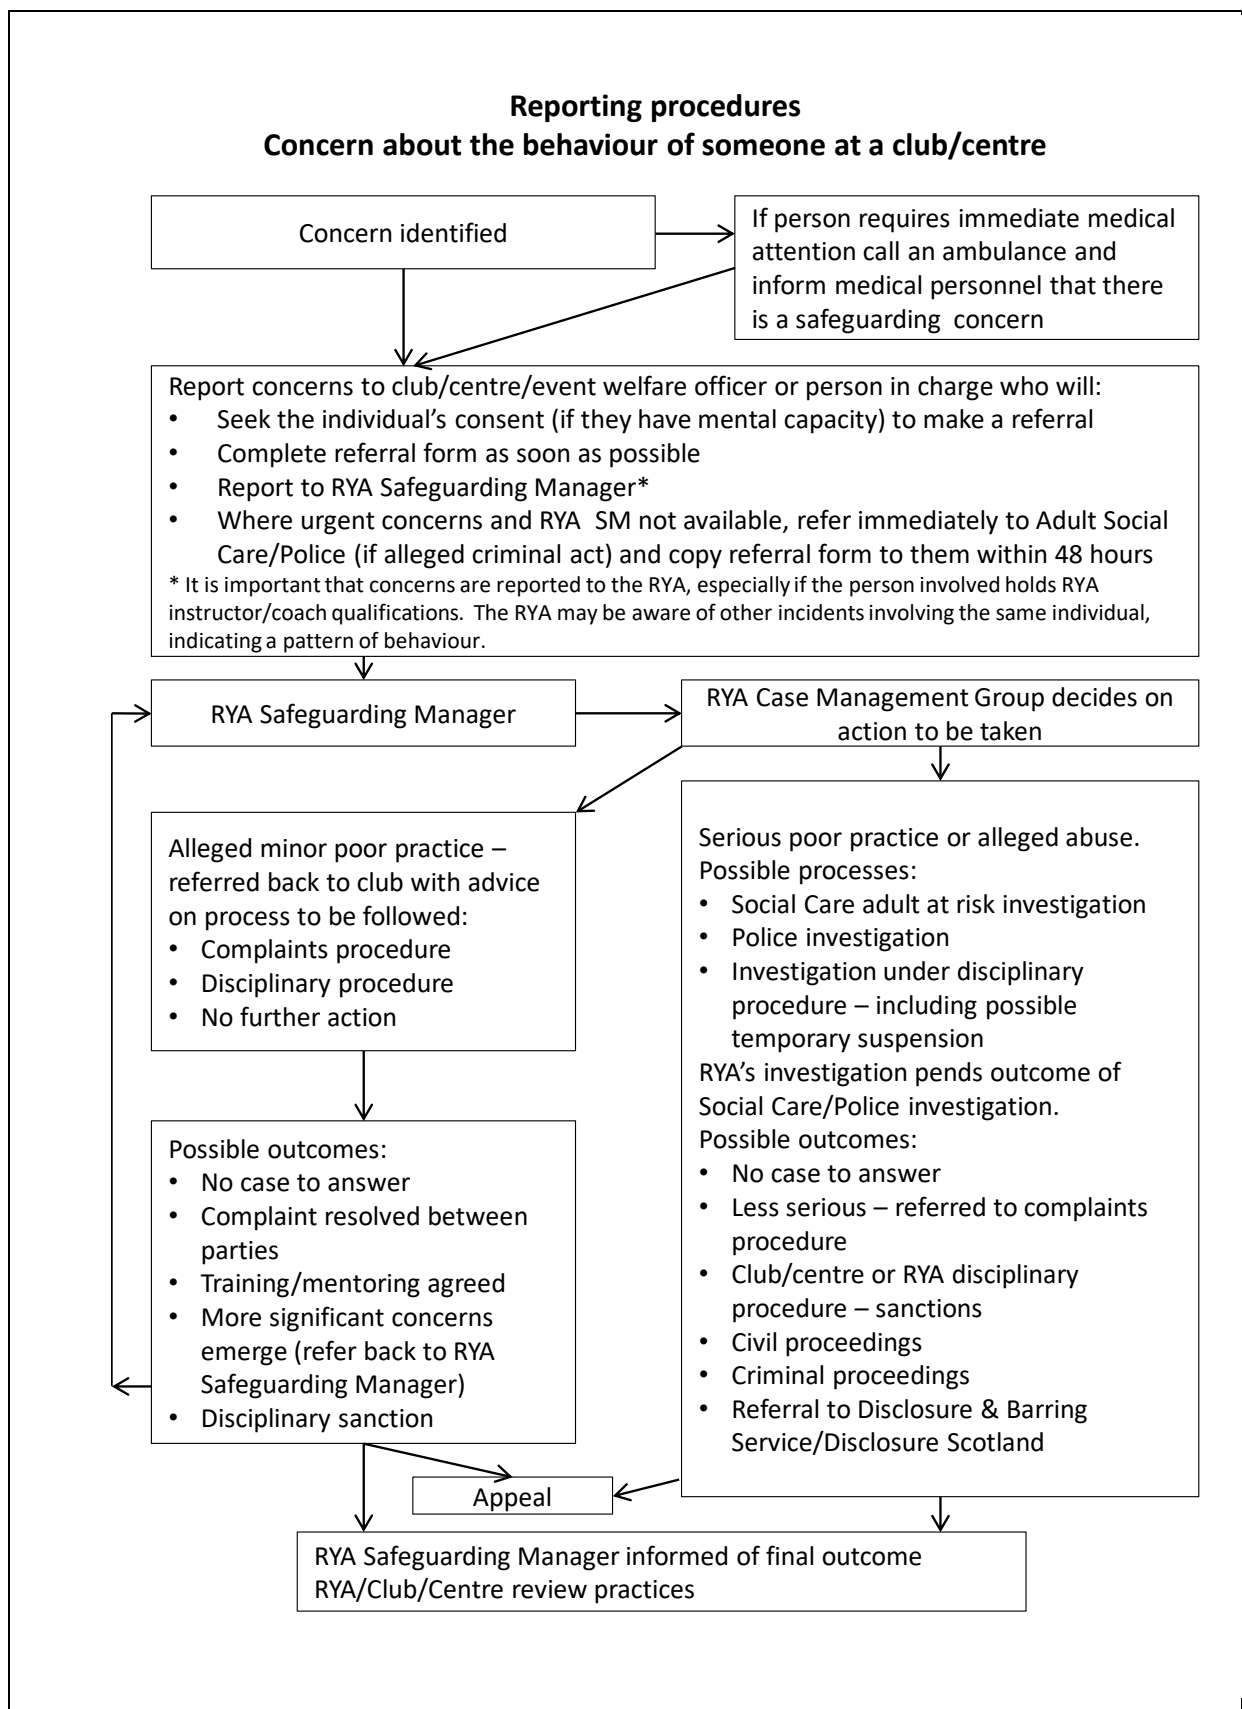 Reporting procedures
Concern about the behaviour of someone at a club/centre
Concern identified
If person requires immediate medical
attention call an ambulance and
inform medical personnel that there
is a safeguarding  concern
Report concerns to club/centre/event welfare officer or person in charge who will:
• Seek the individual’s consent (if they have mental capacity) to make a referral
• Complete referral form as soon as possible
• Report to RYA Safeguarding Manager*
• Where urgent concerns and RYA  SM not available, refer immediately to Adult Social
Care/Police (if alleged criminal act) and copy referral form to them within 48 hours
* It is important that concerns are reported to the RYA, especially if the person involved holds RYA
instructor/coach qualifications.  The RYA may be aware of other incidents involving the same individual,
indicating a pattern of behaviour.
RYA Safeguarding Manager
RYA Case Management Group decides on
action to be taken
Alleged minor poor practice –
referred back to club with advice
on process to be followed:
• Complaints procedure
• Disciplinary procedure
• No further action
Serious poor practice or alleged abuse.
Possible processes:
• Social Care adult at risk investigation
• Police investigation
• Investigation under disciplinary
procedure – including possible
temporary suspension
RYA’s investigation pends outcome of
Social Care/Police investigation.
Possible outcomes:
• No case to answer
• Less serious – referred to complaints
procedure
• Club/centre or RYA disciplinary
procedure – sanctions
• Civil proceedings
• Criminal proceedings
• Referral to Disclosure & Barring
Service/Disclosure Scotland
Possible outcomes:
• No case to answer
• Complaint resolved between
parties
• Training/mentoring agreed
• More significant concerns
emerge (refer back to RYA
Safeguarding Manager)
• Disciplinary sanction
Appeal
RYA Safeguarding Manager informed of final outcome
RYA/Club/Centre review practices